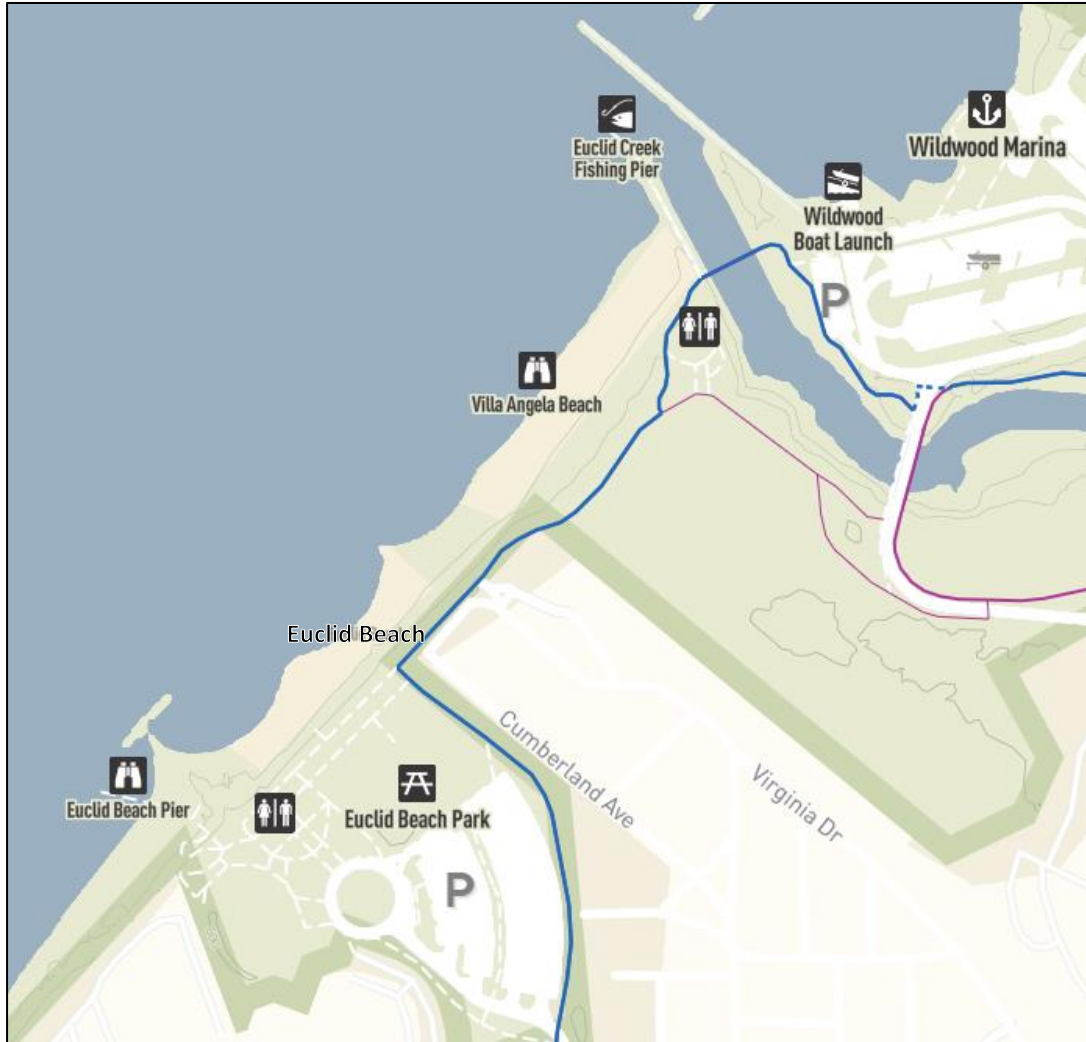 Euclid Creek
Fishing Pier
Wildwood Marina
Wildwood
Boat Launch
P
Villa Angela Beach
Euclid Beach
Cumberland Ave
Virginia Dr
Euclid Beach Pier
Euclid Beach Park
P